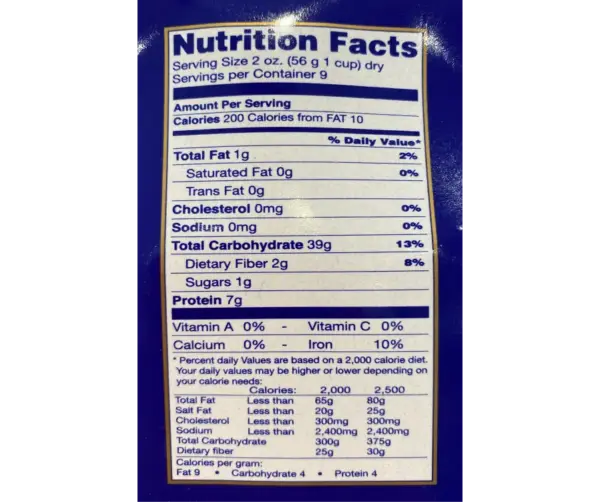 Nutrition Facts
Serving Size 2 oz. (56 g 1 cup) dry
Servings per Container 9
Amount Per Serving
Calories 200 Calories from FAT 10
% Daily Value*
Total Fat 1g 2%
Saturated Fat 0g 0%
Trans Fat 0g
Cholesterol 0mg 0%
Sodium 0mg 0%
Total Carbohydrate 39g 13%
Dietary Fiber 2g 8%
Sugars 1g
Protein 7g
Vitamin A 0% - Vitamin C 0%
Calcium 0% - Iron 10%
* Percent daily Values are based on a 2,000 calorie diet.
Your daily values may be higher or lower depending on
your calorie needs:
Calories: 2,000 2,500
Total Fat Less than 65g 80g
Salt Fat Less than 20g 25g
Cholesterol Less than 300mg 300mg
Sodium Less than 2,400mg 2,400mg
Total Carbohydrate 300g 375g
Dietary fiber 25g 30g
Calories per gram:
Fat 9 • Carbohydrate 4 • Protein 4